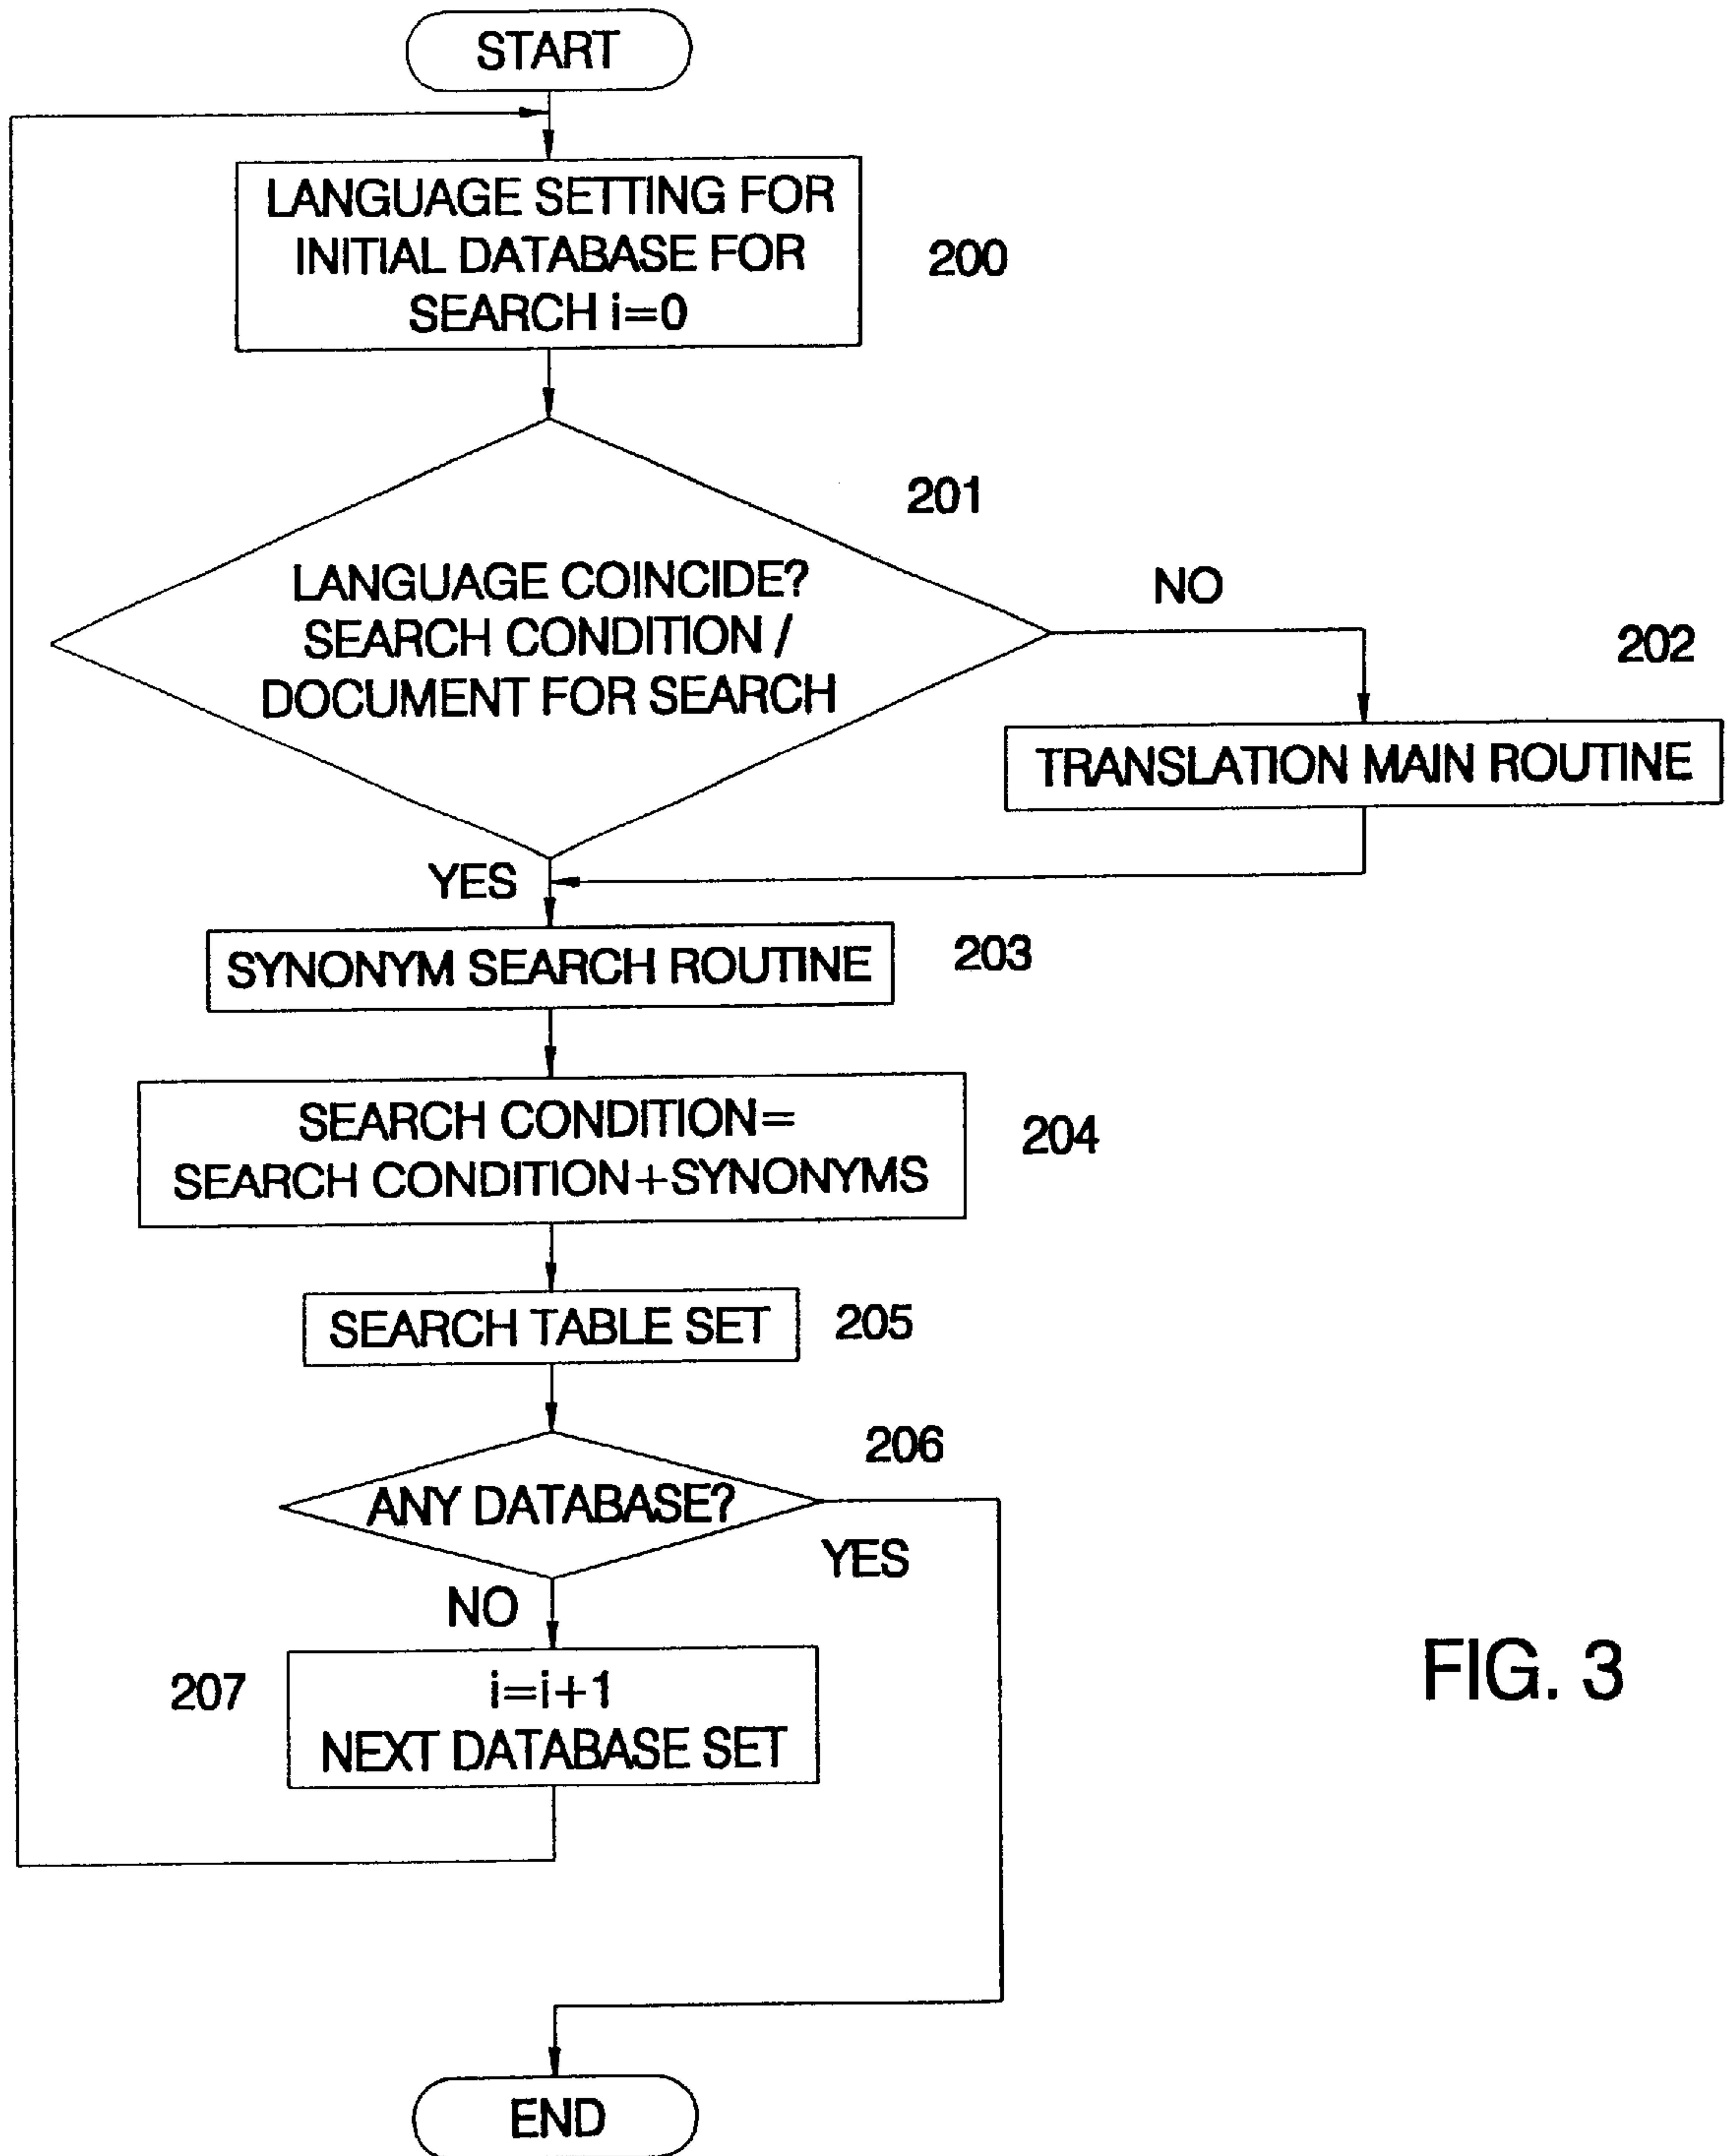 START
LANGUAGE SETTING FOR
INITIAL DATABASE FOR
SEARCH i=0
200
201
LANGUAGE COINCIDE?
SEARCH CONDITION /
DOCUMENT FOR SEARCH
NO
202
TRANSLATION MAIN ROUTINE
YES
SYNONYM SEARCH ROUTINE
203
SEARCH CONDITION=
SEARCH CONDITION+SYNONYMS
204
SEARCH TABLE SET
205
206
ANY DATABASE?
YES
NO
207
i=i+1
NEXT DATABASE SET
FIG. 3
END